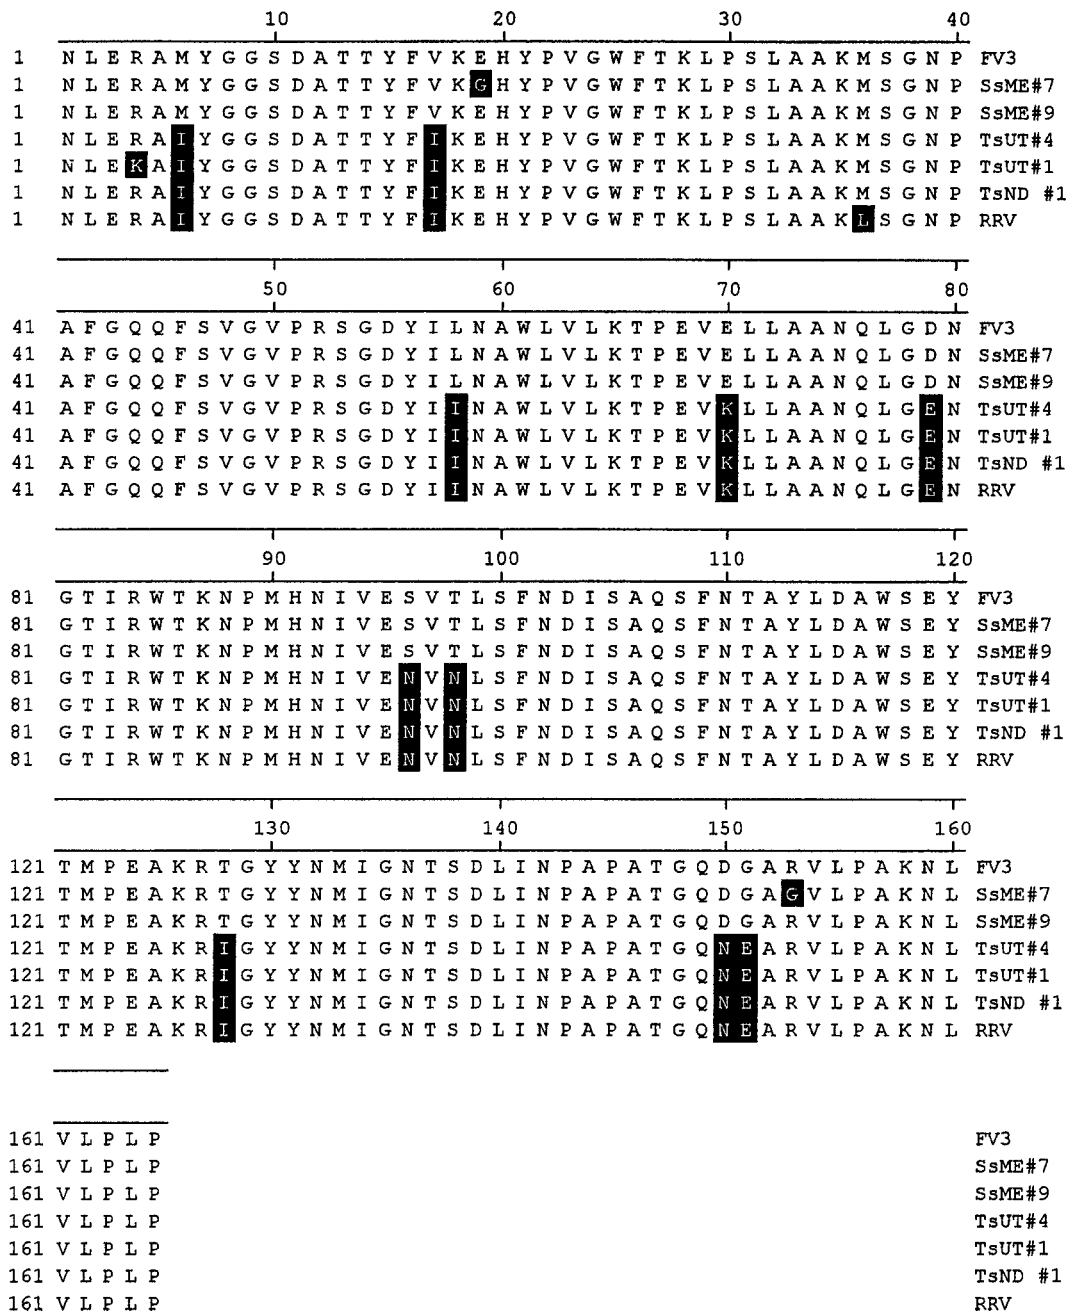 10 20 30 40
1 N L E R A M Y G G S D A T T Y F V K E H Y P V G W F T K L P S L A A K M S G N P FV3
1 N L E R A M Y G G S D A T T Y F V K G H Y P V G W F T K L P S L A A K M S G N P SsME#7
1 N L E R A M Y G G S D A T T Y F V K E H Y P V G W F T K L P S L A A K M S G N P SsME#9
1 N L E R A I Y G G S D A T T Y F I K E H Y P V G W F T K L P S L A A K M S G N P TsUT#4
1 N L E K A I Y G G S D A T T Y F I K E H Y P V G W F T K L P S L A A K M S G N P TsUT#1
1 N L E R A I Y G G S D A T T Y F I K E H Y P V G W F T K L P S L A A K M S G N P TsND #1
1 N L E R A I Y G G S D A T T Y F I K E H Y P V G W F T K L P S L A A K L S G N P RRV
50 60 70 80
41 A F G Q Q F S V G V P R S G D Y I L N A W L V L K T P E V E L L A A N Q L G D N FV3
41 A F G Q Q F S V G V P R S G D Y I L N A W L V L K T P E V E L L A A N Q L G D N SsME#7
41 A F G Q Q F S V G V P R S G D Y I L N A W L V L K T P E V E L L A A N Q L G D N SsME#9
41 A F G Q Q F S V G V P R S G D Y I I N A W L V L K T P E V K L L A A N Q L G E N TsUT#4
41 A F G Q Q F S V G V P R S G D Y I I N A W L V L K T P E V K L L A A N Q L G E N TsUT#1
41 A F G Q Q F S V G V P R S G D Y I I N A W L V L K T P E V K L L A A N Q L G E N TsND #1
41 A F G Q Q F S V G V P R S G D Y I I N A W L V L K T P E V K L L A A N Q L G E N RRV
90 100 110 120
81 G T I R W T K N P M H N I V E S V T L S F N D I S A Q S F N T A Y L D A W S E Y FV3
81 G T I R W T K N P M H N I V E S V T L S F N D I S A Q S F N T A Y L D A W S E Y SsME#7
81 G T I R W T K N P M H N I V E S V T L S F N D I S A Q S F N T A Y L D A W S E Y SsME#9
81 G T I R W T K N P M H N I V E N V N L S F N D I S A Q S F N T A Y L D A W S E Y TsUT#4
81 G T I R W T K N P M H N I V E N V N L S F N D I S A Q S F N T A Y L D A W S E Y TsUT#1
81 G T I R W T K N P M H N I V E N V N L S F N D I S A Q S F N T A Y L D A W S E Y TsND #1
81 G T I R W T K N P M H N I V E N V N L S F N D I S A Q S F N T A Y L D A W S E Y RRV
130 140 150 160
121 T M P E A K R T G Y Y N M I G N T S D L I N P A P A T G Q D G A R V L P A K N L FV3
121 T M P E A K R T G Y Y N M I G N T S D L I N P A P A T G Q D G A G V L P A K N L SsME#7
121 T M P E A K R T G Y Y N M I G N T S D L I N P A P A T G Q D G A R V L P A K N L SsME#9
121 T M P E A K R I G Y Y N M I G N T S D L I N P A P A T G Q N E A R V L P A K N L TsUT#4
121 T M P E A K R I G Y Y N M I G N T S D L I N P A P A T G Q N E A R V L P A K N L TsUT#1
121 T M P E A K R I G Y Y N M I G N T S D L I N P A P A T G Q N E A R V L P A K N L TsND #1
121 T M P E A K R I G Y Y N M I G N T S D L I N P A P A T G Q N E A R V L P A K N L RRV
161 V L P L P FV3
161 V L P L P SsME#7
161 V L P L P SsME#9
161 V L P L P TsUT#4
161 V L P L P TsUT#1
161 V L P L P TsND #1
161 V L P L P RRV